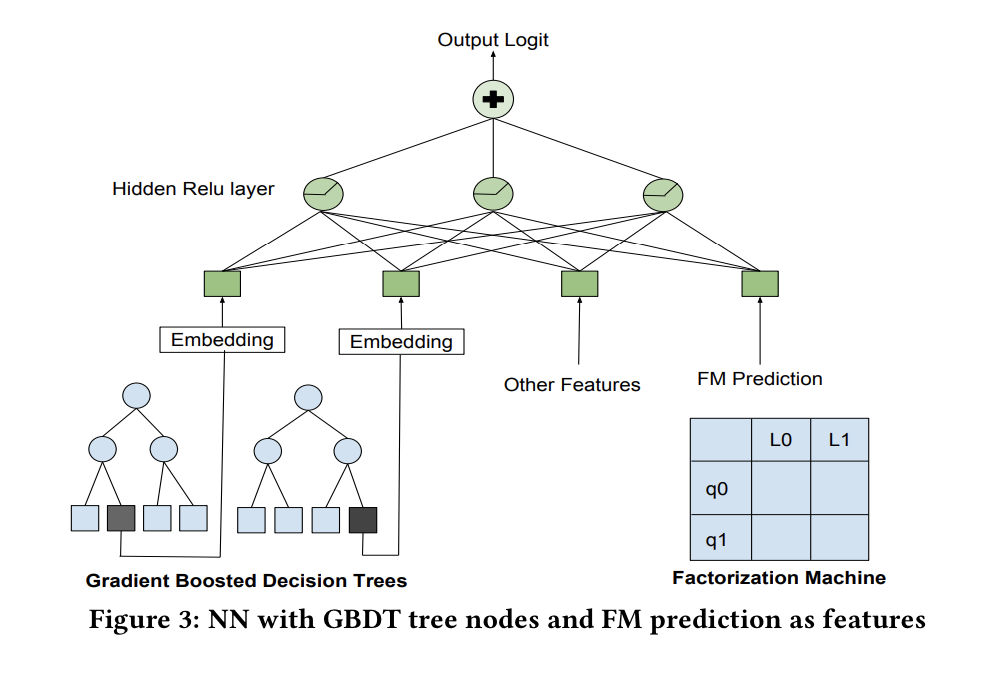 Output Logit
Hidden Relu layer
Embedding
Embedding
Other Features
FM Prediction
L0 L1
q0
q1
Gradient Boosted Decision Trees
Factorization Machine
Figure 3: NN with GBDT tree nodes and FM prediction as features